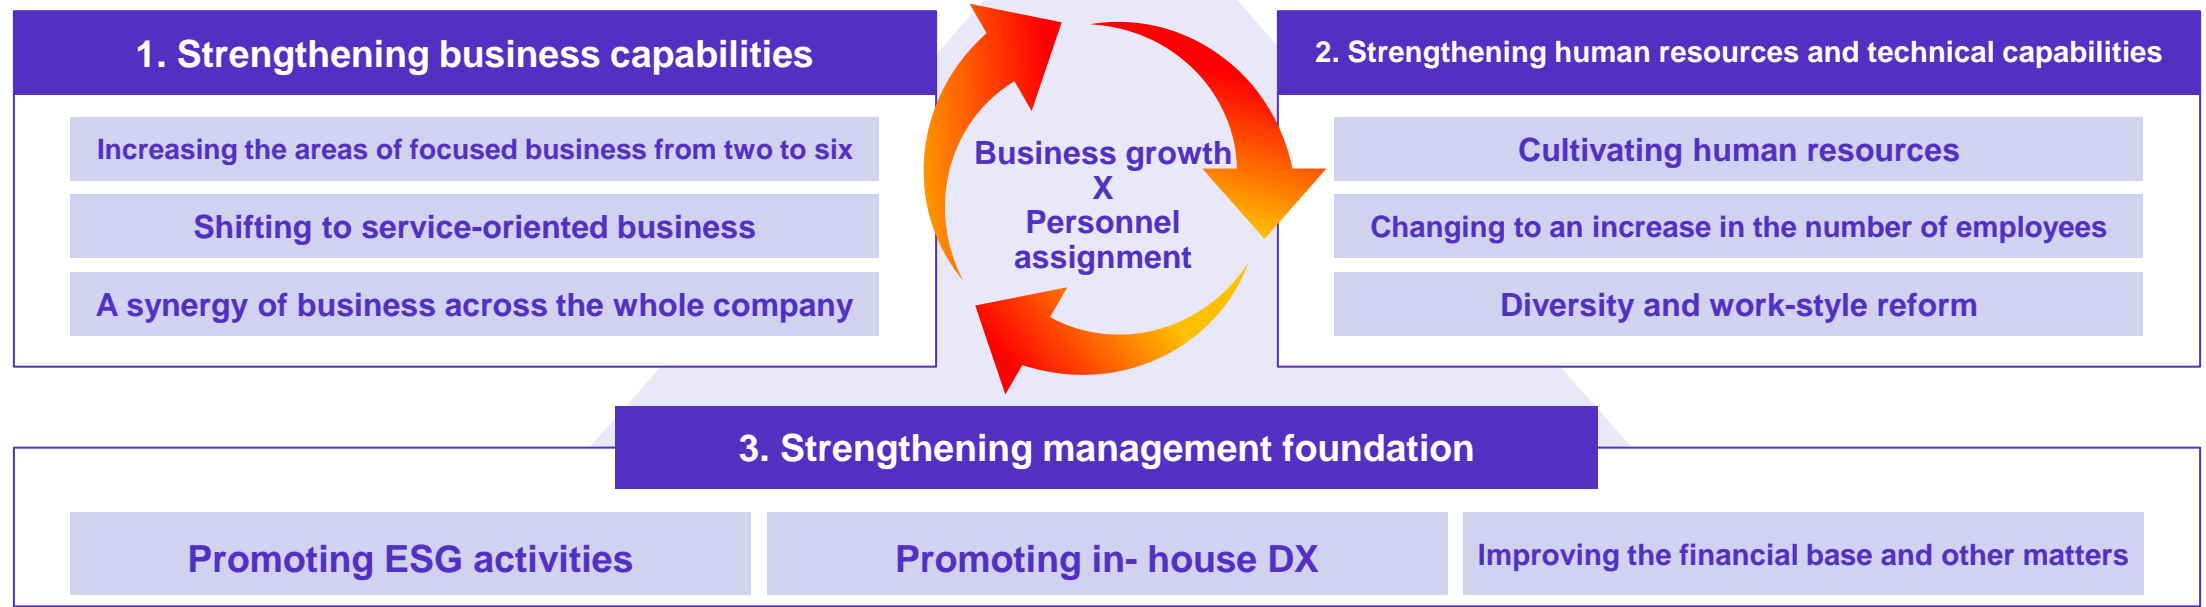 1. Strengthening business capabilities
Increasing the areas of focused business from two to six
Shifting to service-oriented business
A synergy of business across the whole company
Business growth
X
Personnel
assignment
2. Strengthening human resources and technical capabilities
Cultivating human resources
Changing to an increase in the number of employees
Diversity and work-style reform
3. Strengthening management foundation
Promoting ESG activities
Promoting in- house DX
Improving the financial base and other matters